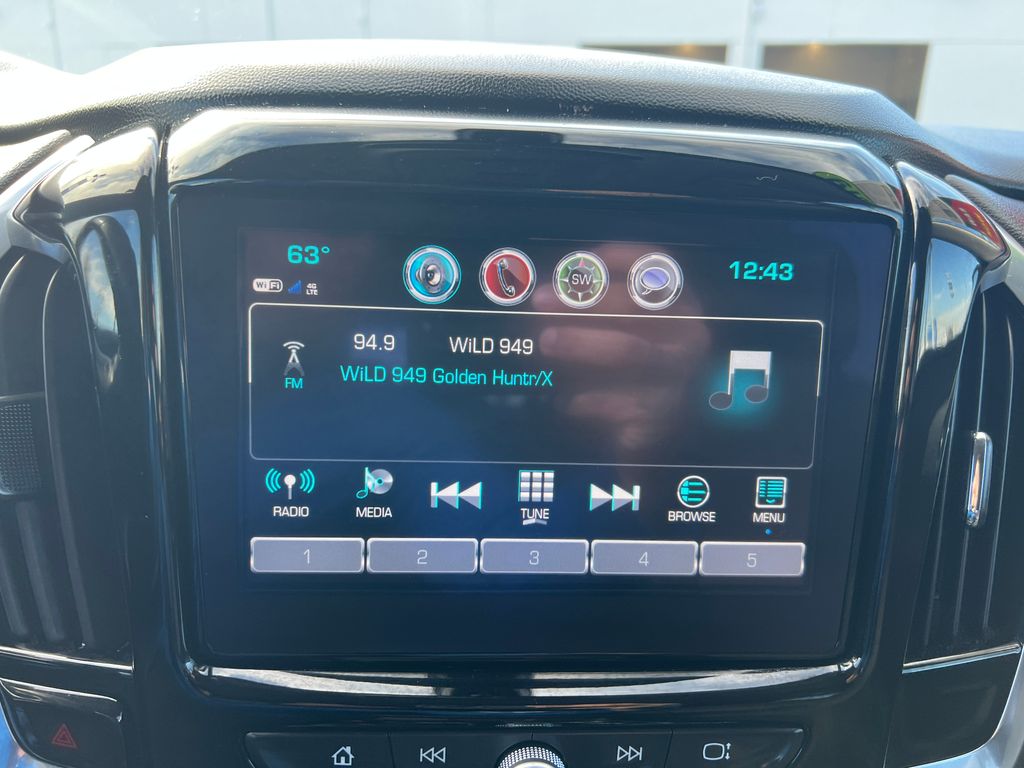 63°
WiFi 4G LTE
SW
12:43
94.9 WiLD 949
FM
WiLD 949 Golden Huntr/X
RADIO MEDIA TUNE BROWSE MENU
1 2 3 4 5